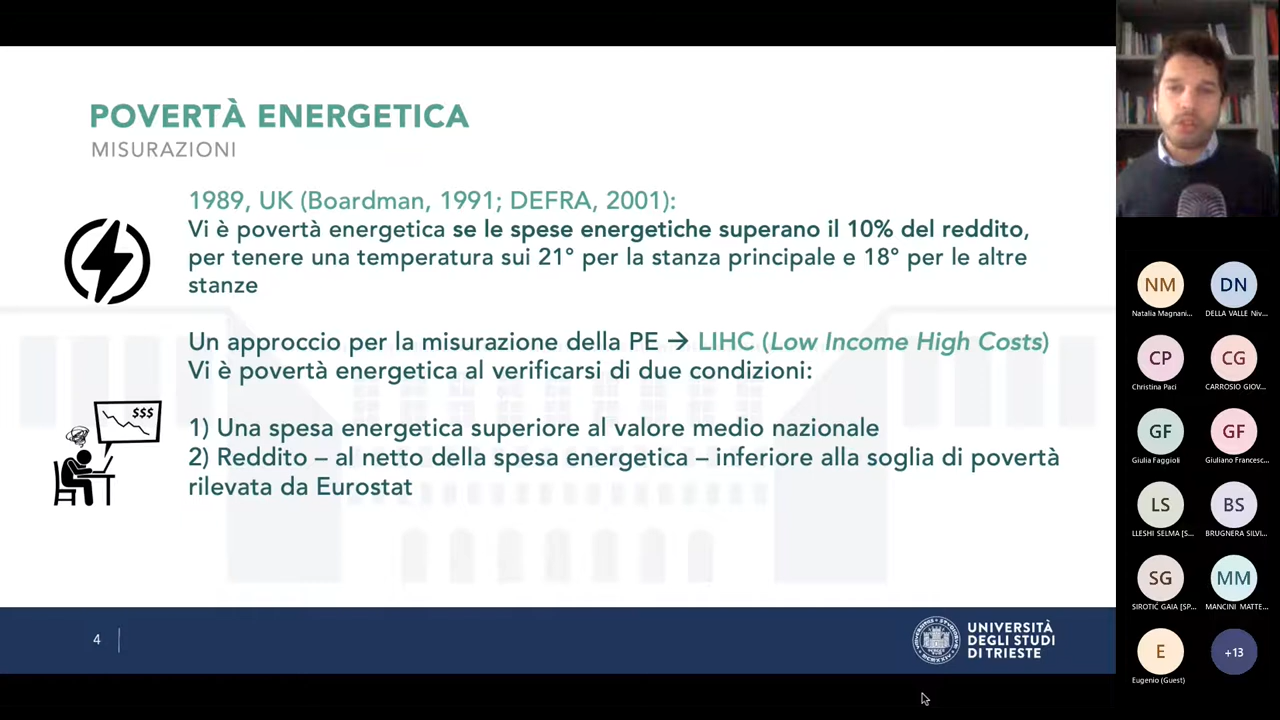 POVERTÀ ENERGETICA
MISURAZIONI
1989, UK (Boardman, 1991; DEFRA, 2001):
Vi è povertà energetica se le spese energetiche superano il 10% del reddito,
per tenere una temperatura sui 21° per la stanza principale e 18° per le altre
stanze
Un approccio per la misurazione della PE → LIHC (Low Income High Costs)
Vi è povertà energetica al verificarsi di due condizioni:
$$$
1) Una spesa energetica superiore al valore medio nazionale
2) Reddito – al netto della spesa energetica – inferiore alla soglia di povertà
rilevata da Eurostat
4
UNIVERSITÀ
DEGLI STUDI
DI TRIESTE
NM
Natalia Magnani...
DN
DELLA VALLE Niv...
CP
Christina Paci
CG
CARROSIO GIOV...
GF
Giulia Faggioli
GF
Giuliano Francesc...
LS
LLESHI SELMA [S...
BS
BRUGNERA SILVI...
SG
SIROTIĆ GAIA [SP...
MM
MANCINI MATTE...
E
Eugenio (Guest)
+13